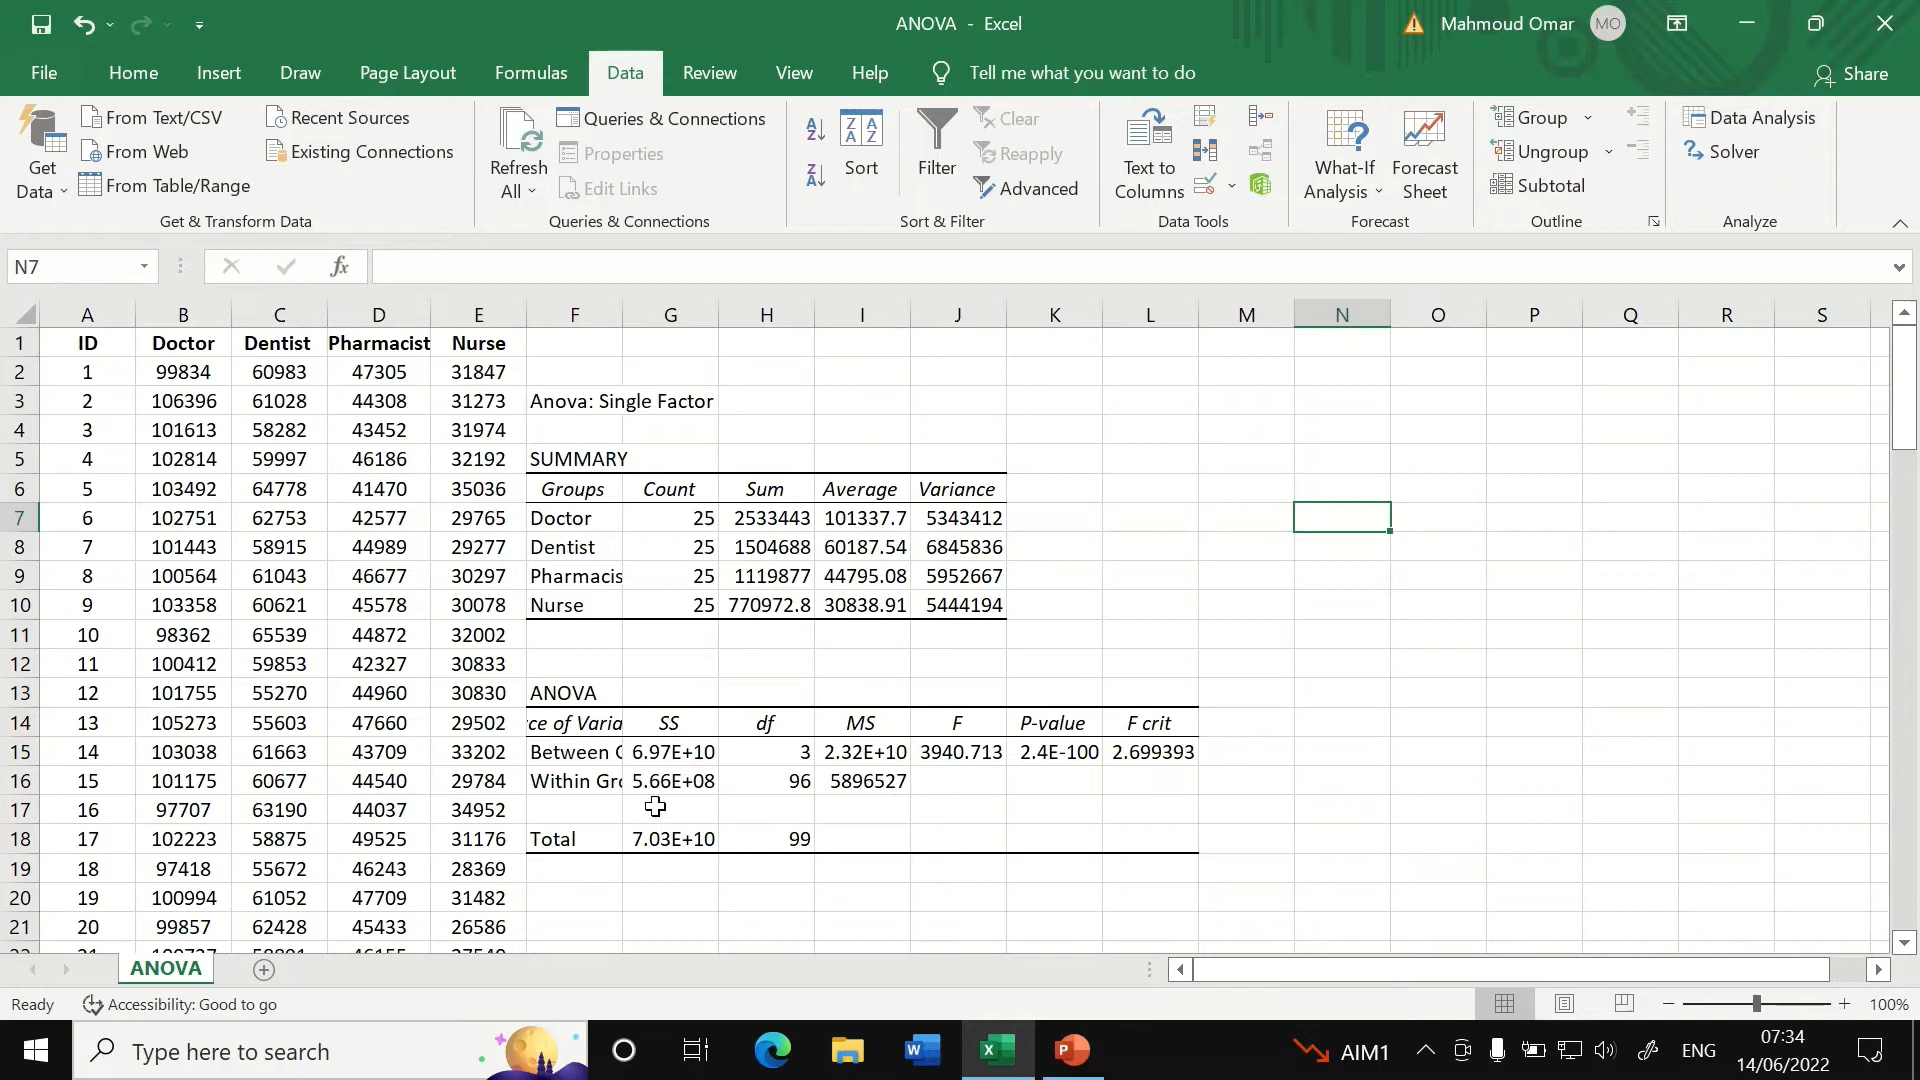 ANOVA - Excel
Mahmoud Omar MO
File Home Insert Draw Page Layout Formulas Data Review View Help Tell me what you want to do Share
Get Data
From Text/CSV
From Web
From Table/Range
Recent Sources
Existing Connections
Get & Transform Data
Refresh All
Queries & Connections
Properties
Edit Links
Queries & Connections
Sort
Filter
Clear
Reapply
Advanced
Sort & Filter
Text to Columns
Data Tools
What-If Analysis
Forecast Sheet
Forecast
Group
Ungroup
Subtotal
Outline
Data Analysis
Solver
Analyze
N7 fx
A B C D E F G H I J K L M N O P Q R S
1 ID Doctor Dentist Pharmacist Nurse
2 1 99834 60983 47305 31847
3 2 106396 61028 44308 31273 Anova: Single Factor
4 3 101613 58282 43452 31974
5 4 102814 59997 46186 32192 SUMMARY
6 5 103492 64778 41470 35036 Groups Count Sum Average Variance
7 6 102751 62753 42577 29765 Doctor 25 2533443 101337.7 5343412
8 7 101443 58915 44989 29277 Dentist 25 1504688 60187.54 6845836
9 8 100564 61043 46677 30297 Pharmacis 25 1119877 44795.08 5952667
10 9 103358 60621 45578 30078 Nurse 25 770972.8 30838.91 5444194
11 10 98362 65539 44872 32002
12 11 100412 59853 42327 30833
13 12 101755 55270 44960 30830 ANOVA
14 13 105273 55603 47660 29502 ce of Varia SS df MS F P-value F crit
15 14 103038 61663 43709 33202 Between G 6.97E+10 3 2.32E+10 3940.713 2.4E-100 2.699393
16 15 101175 60677 44540 29784 Within Gro 5.66E+08 96 5896527
17 16 97707 63190 44037 34952
18 17 102223 58875 49525 31176 Total 7.03E+10 99
19 18 97418 55672 46243 28369
20 19 100994 61052 47709 31482
21 20 99857 62428 45433 26586
ANOVA
Ready Accessibility: Good to go 100%
Type here to search
AIM1 ENG
07:34
14/06/2022